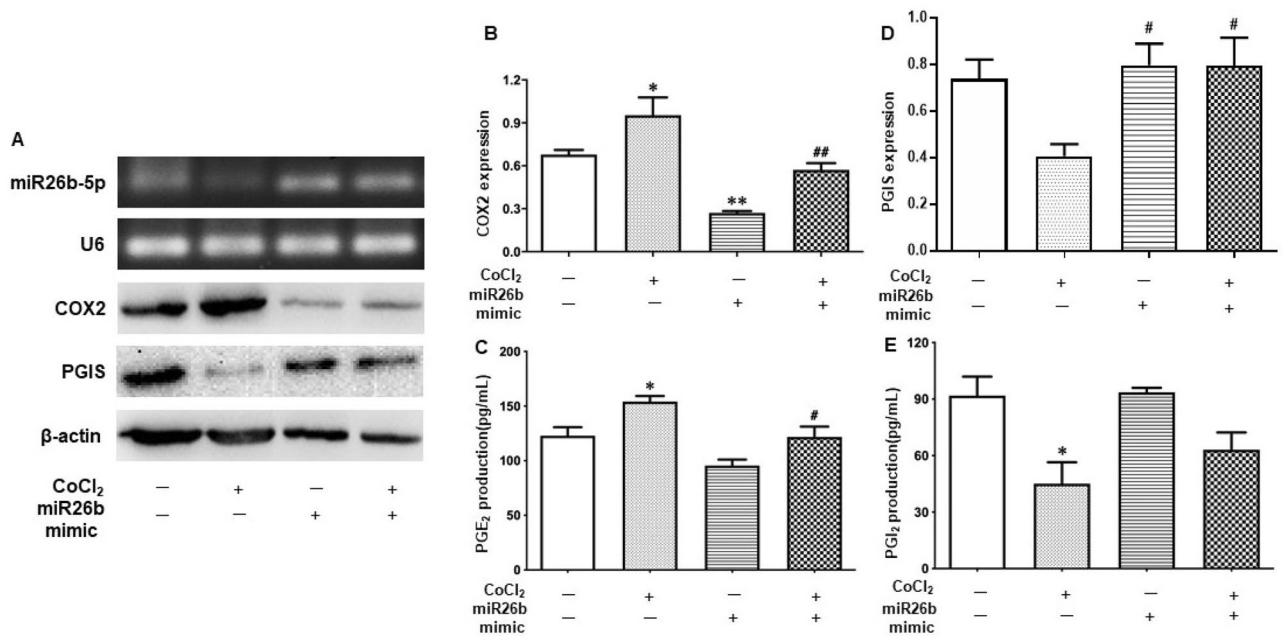 A
miR26b-5p
U6
COX2
PGIS
β-actin
CoCl₂ – + – +
miR26b mimic – – + +
B
COX2 expression
1.2
0.9
0.6
0.3
0.0
*
**
##
CoCl₂ – + – +
miR26b mimic – – + +
C
PGE₂ production(pg/mL)
200
150
100
50
0
*
#
CoCl₂ – + – +
miR26b mimic – – + +
D
PGIS expression
1.0
0.8
0.6
0.4
0.2
0.0
#
#
CoCl₂ – + – +
miR26b mimic – – + +
E
PGI₂ production(pg/mL)
120
90
60
30
0
*
CoCl₂ – + – +
miR26b mimic – – + +